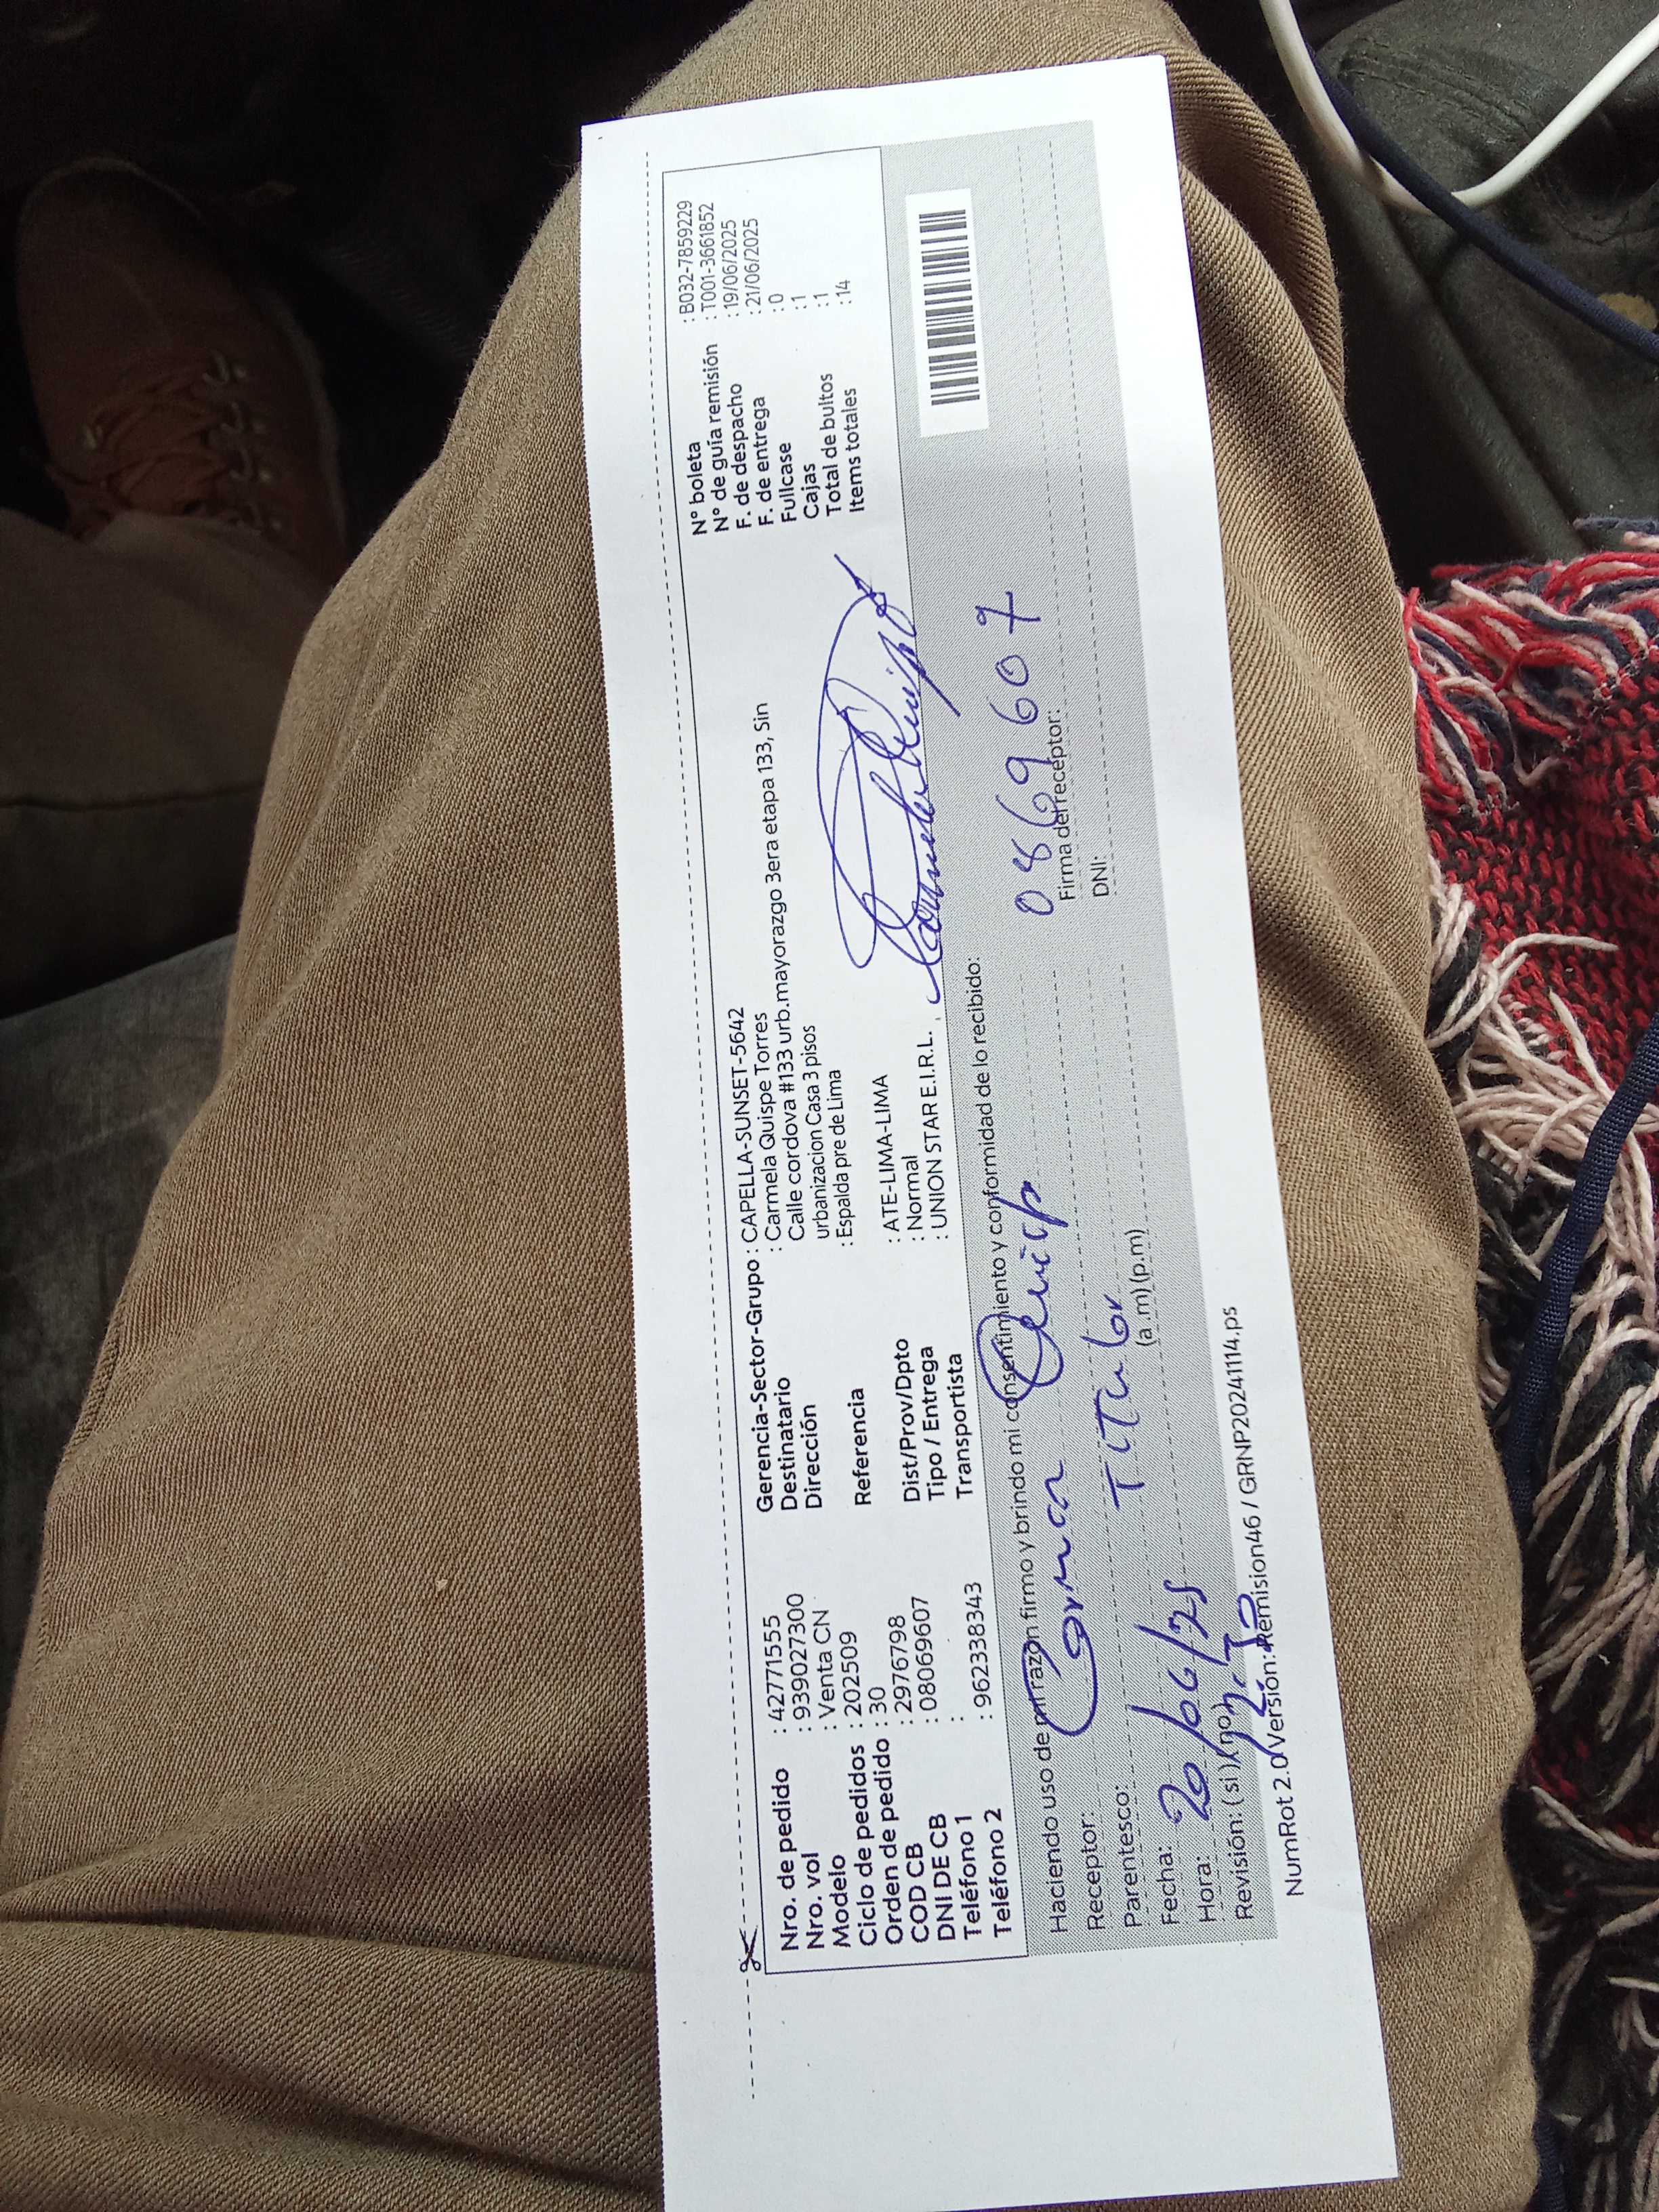 Nro. de pedido : 42771555
Nro. vol : 939027300
Modelo : Venta CN
Ciclo de pedidos : 202509
Orden de pedido : 30
COD CB : 2976798
DNI DE CB : 08069607
Teléfono 1 :
Teléfono 2 : 962338343
Gerencia-Sector-Grupo : CAPELLA-SUNSET-5642
Destinatario : Carmela Quispe Torres
Dirección Calle cordova #133 urb.mayorazgo 3era etapa 133, Sin
urbanizacion Casa 3 pisos
Referencia : Espalda pre de Lima
Dist/Prov/Dpto : ATE-LIMA-LIMA
Tipo / Entrega : Normal
Transportista : UNION STAR E.I.R.L.
N° boleta : B032-7859229
N° de guía remisión : T001-3661852
F. de despacho : 19/06/2025
F. de entrega : 21/06/2025
Fullcase : 0
Cajas : 1
Total de bultos : 1
Items totales : 14
Haciendo uso de mi razón firmo y brindo mi consentimiento y conformidad de lo recibido:
Receptor:
Parentesco: Titular
Fecha: 20/06/25
Hora: (a.m) (p.m)
Revisión: (si) (no)
0869607
Firma del receptor:
DNI:
NumRot 2.0 Version:Remision46 / GRNP20241114.ps